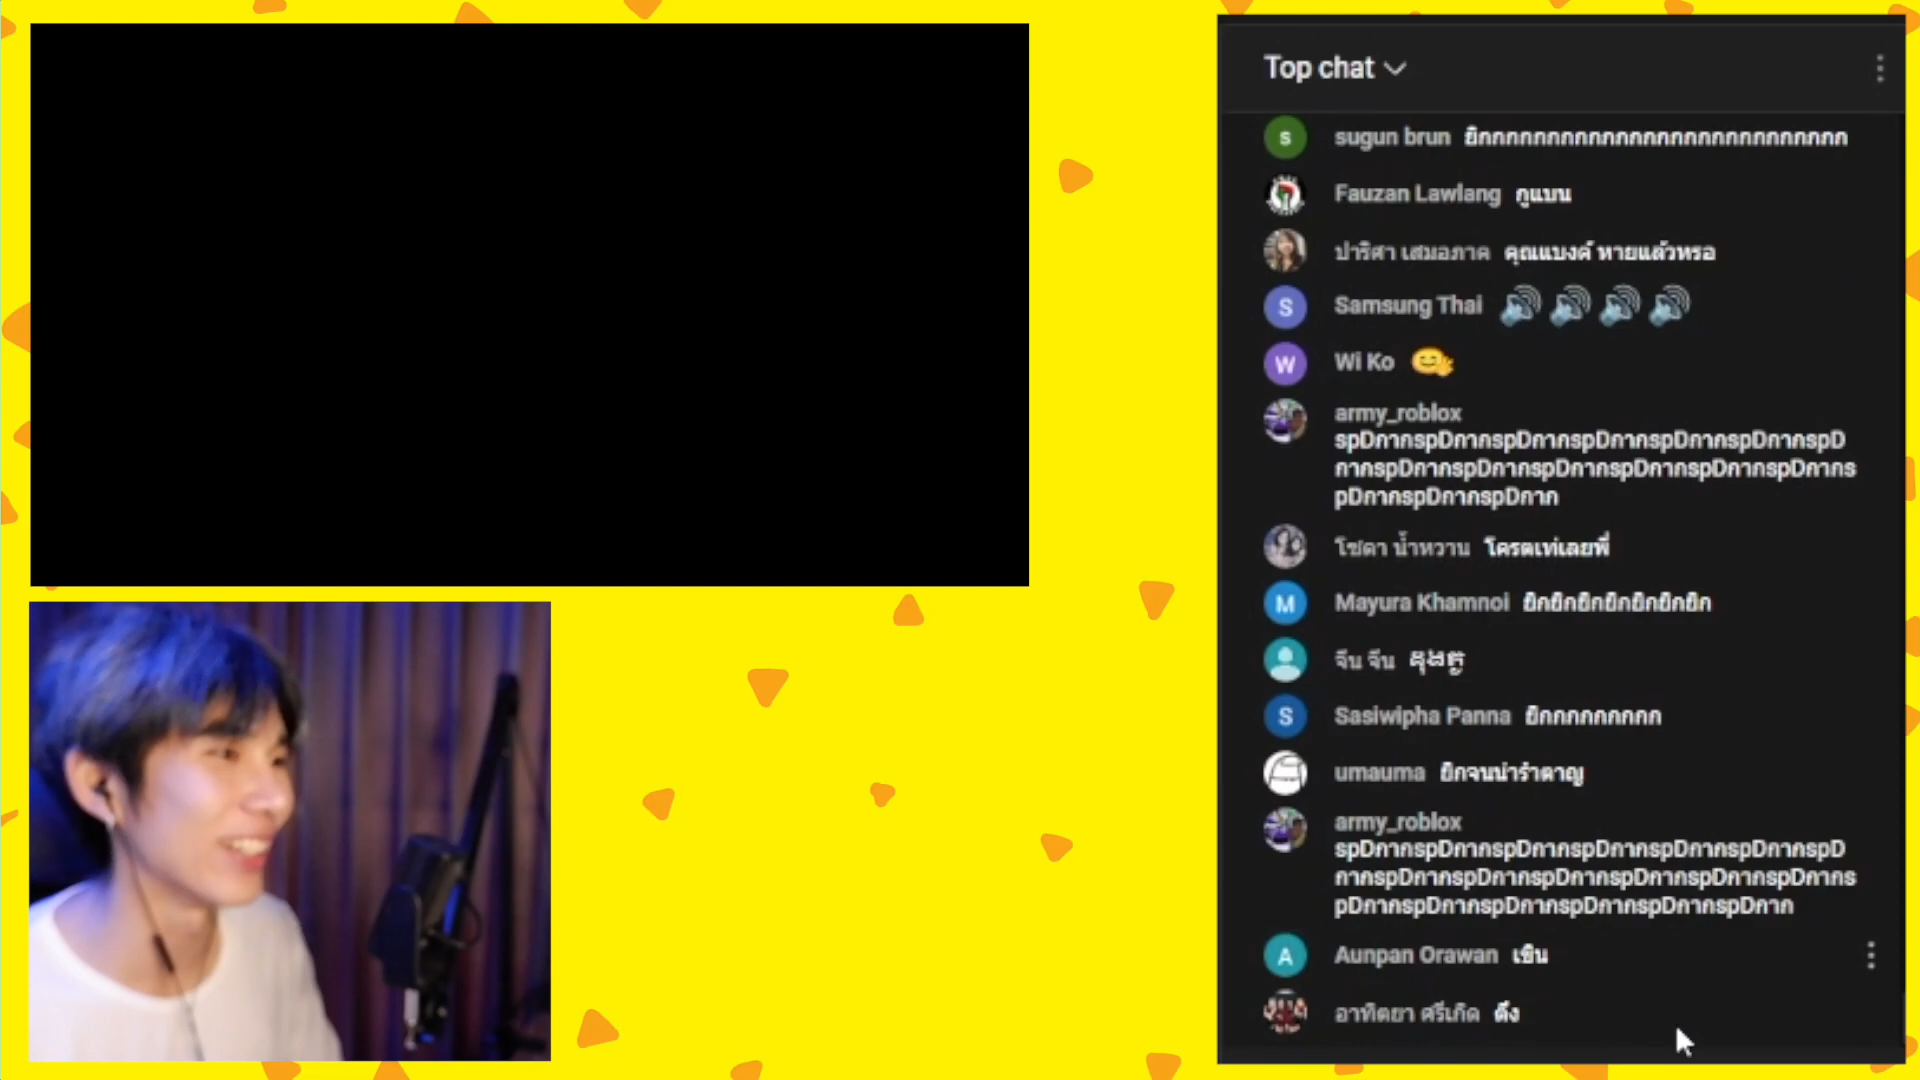 Top chat
s sugun brun ยิกกกกกกกกกกกกกกกกกกกกกกกกกกก
Fauzan Lawlang กูแบน
ปาริศา เสมอภาค คุณแบงค์ หายแล้วหรอ
S Samsung Thai
W Wi Ko
army_roblox
spDกากspDกากspDกากspDกากspDกากspDกากspD
กากspDกากspDกากspDกากspDกากspDกากspDกากs
pDกากspDกากspDกาก
โซดา น้ำหวาน โครตเท่เลยพี่
M Mayura Khamnoi ยิกยิกยิกยิกยิกยิกยิก
จีน จีน
S Sasiwipha Panna ยิกกกกกกกกก
umauma ยิกจนน่ารำคาญ
army_roblox
spDกากspDกากspDกากspDกากspDกากspDกากspD
กากspDกากspDกากspDกากspDกากspDกากspDกากs
pDกากspDกากspDกากspDกากspDกากspDกาก
A Aunpan Orawan เขิน
อาทิตยา ศรีเกิด ดึง